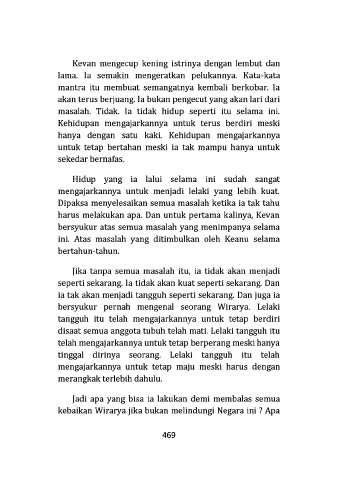 Kevan mengecup kening istrinya dengan lembut dan
lama. Ia semakin mengeratkan pelukannya. Kata-kata
mantra itu membuat semangatnya kembali berkobar. Ia
akan terus berjuang. Ia bukan pengecut yang akan lari dari
masalah. Tidak. Ia tidak hidup seperti itu selama ini.
Kehidupan mengajarkannya untuk terus berdiri meski
hanya dengan satu kaki. Kehidupan mengajarkannya
untuk tetap bertahan meski ia tak mampu hanya untuk
sekedar bernafas.
Hidup yang ia lalui selama ini sudah sangat
mengajarkannya untuk menjadi lelaki yang lebih kuat.
Dipaksa menyelesaikan semua masalah ketika ia tak tahu
harus melakukan apa. Dan untuk pertama kalinya, Kevan
bersyukur atas semua masalah yang menimpanya selama
ini. Atas masalah yang ditimbulkan oleh Keanu selama
bertahun-tahun.
Jika tanpa semua masalah itu, ia tidak akan menjadi
seperti sekarang. Ia tidak akan kuat seperti sekarang. Dan
ia tak akan menjadi tangguh seperti sekarang. Dan juga ia
bersyukur pernah mengenal seorang Wirarya. Lelaki
tangguh itu telah mengajarkannya untuk tetap berdiri
disaat semua anggota tubuh telah mati. Lelaki tangguh itu
telah mengajarkannya untuk tetap berperang meski hanya
tinggal dirinya seorang. Lelaki tangguh itu telah
mengajarkannya untuk tetap maju meski harus dengan
merangkak terlebih dahulu.
Jadi apa yang bisa ia lakukan demi membalas semua
kebaikan Wirarya jika bukan melindungi Negara ini ? Apa
469